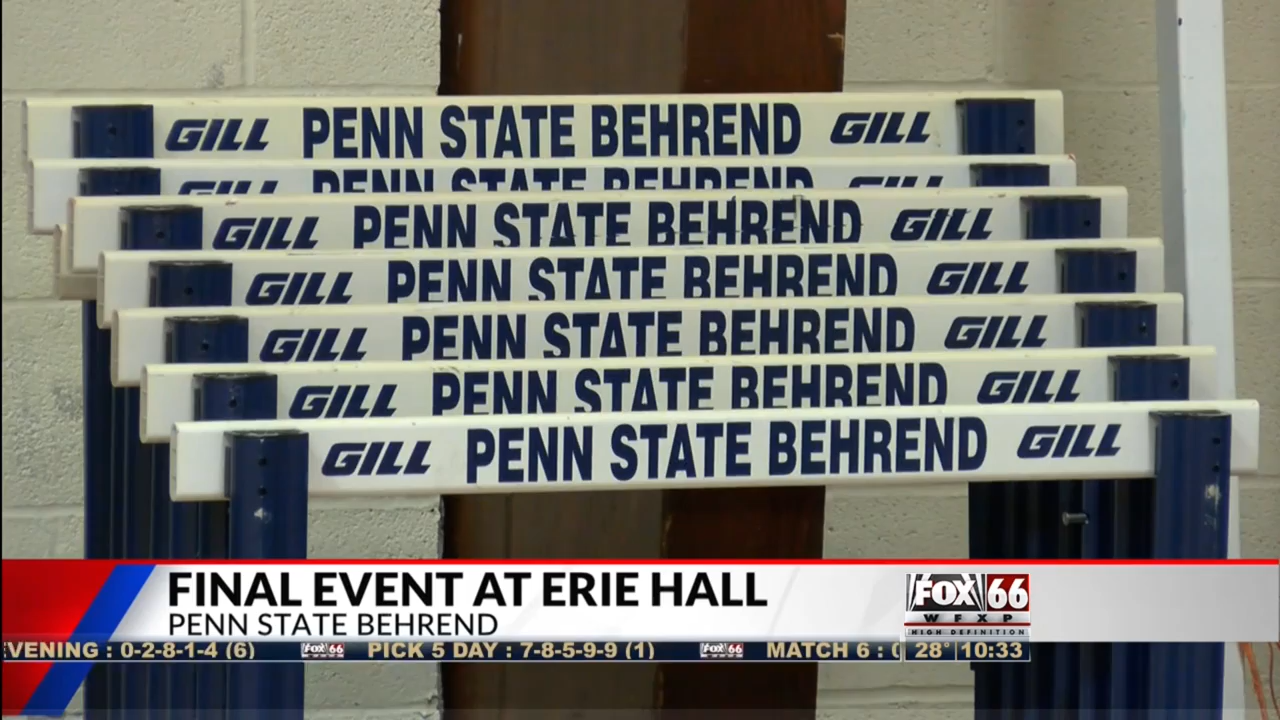 GILL PENN STATE BEHREND GILL
GILL PENN STATE BEHREND GILL
GILL PENN STATE BEHREND GILL
GILL PENN STATE BEHREND GILL
GILL PENN STATE BEHREND GILL
GILL PENN STATE BEHREND GILL
GILL PENN STATE BEHREND GILL
FINAL EVENT AT ERIE HALL
PENN STATE BEHREND
FOX 66
WFXP
HIGH DEFINITION
EVENING : 0-2-8-1-4 (6) FOX 66 PICK 5 DAY : 7-8-5-9-9 (1) FOX 66 MATCH 6 : 0 28° 10:33